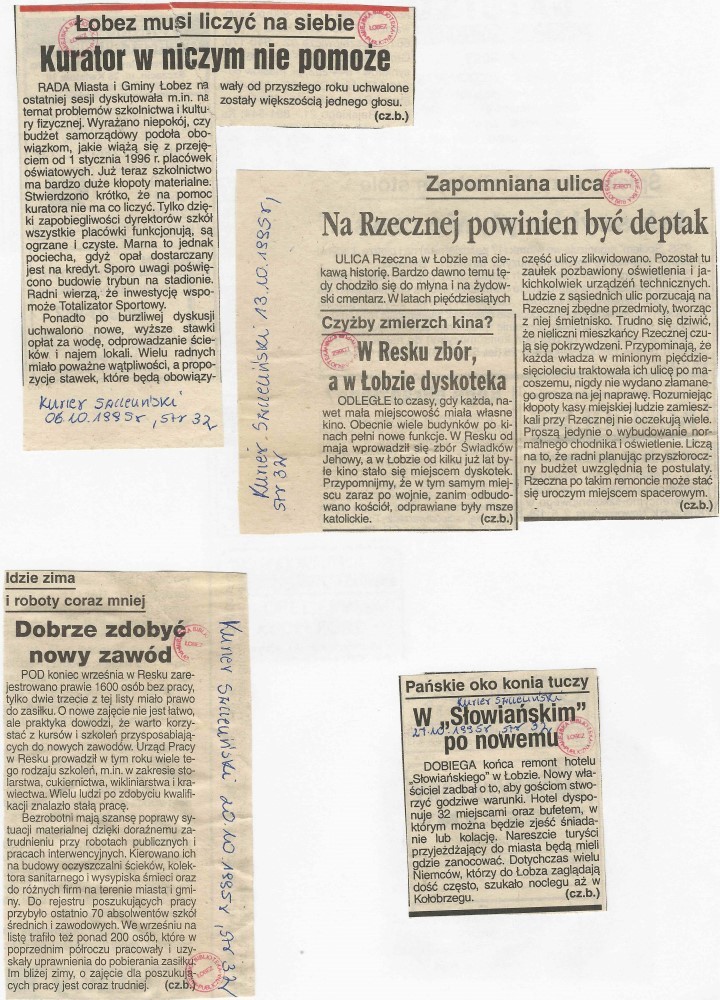 Łobez musi liczyć na siebie
Kurator w niczym nie pomoże
RADA Miasta i Gminy Łobez na
ostatniej sesji dyskutowała m.in. na
temat problemów szkolnictwa i kultu-
ry fizycznej. Wyrażano niepokój, czy
budżet samorządowy podoła obo-
wiązkom, jakie wiążą się z przeję-
ciem od 1 stycznia 1996 r. placówek
oświatowych. Już teraz szkolnictwo
ma bardzo duże kłopoty materialne.
Stwierdzono krótko, że na pomoc
kuratora nie ma co liczyć. Tylko dzię-
ki zapobiegliwości dyrektorów szkół
wszystkie placówki funkcjonują, są
ogrzane i czyste. Marna to jednak
pociecha, gdyż opał dostarczany
jest na kredyt. Sporo uwagi poświę-
cono budowie trybun na stadionie.
Radni wierzą, że inwestycję wspo-
może Totalizator Sportowy.
Ponadto po burzliwej dyskusji
uchwalono nowe, wyższe stawki
opłat za wodę, odprowadzanie ście-
ków i najem lokali. Wielu radnych
miało poważne wątpliwości, a propo-
zycje stawek, które będą obowiązy-
wały od przyszłego roku uchwalone
zostały większością jednego głosu.
(cz.b.)
Kurier Szczeciński
06.10.1995r, str 32
Kurier Szczeciński 13.10.1995r,
str 32
Zapomniana ulica
Na Rzecznej powinien być deptak
ULICA Rzeczna w Łobzie ma cie-
kawą historię. Bardzo dawno temu tę-
dy chodziło się do młyna i na żydow-
ski cmentarz. W latach pięćdziesiątych
część ulicy zlikwidowano. Pozostał tu
zaułek pozbawiony oświetlenia i ja-
kichkolwiek urządzeń technicznych.
Ludzie z sąsiednich ulic porzucają na
Rzecznej zbędne przedmioty, tworząc
z niej śmietnisko. Trudno się dziwić,
że nieliczni mieszkańcy Rzecznej czu-
ją się pokrzywdzeni. Przypominają, że
każda władza w minionym pięćdzie-
sięcioleciu traktowała ich ulicę po ma-
coszemu, nigdy nie wydano złamane-
go grosza na jej naprawę. Rozumiejąc
kłopoty kasy miejskiej ludzie zamiesz-
kali przy Rzecznej nie oczekują wiele.
Proszą jedynie o wybudowanie nor-
malnego chodnika i oświetlenie. Liczą
na to, że radni planując przyszłorocz-
ny budżet uwzględnią te postulaty.
Rzeczna po takim remoncie może stać
się uroczym miejscem spacerowym.
(cz.b.)
Czyżby zmierzch kina?
W Resku zbór,
a w Łobzie dyskoteka
ODLEGŁE to czasy, gdy każda, na-
wet mała miejscowość miała własne
kino. Obecnie wiele budynków po ki-
nach pełni nowe funkcje. W Resku od
maja wprowadził się zbór Świadków
Jehowy, a w Łobzie od kilku już lat by-
łe kino stało się miejscem dyskotek.
Przypomnijmy, że w tym samym miej-
scu zaraz po wojnie, zanim odbudo-
wano kościół, odprawiane były msze
katolickie. (cz.b.)
Idzie zima
i roboty coraz mniej
Dobrze zdobyć
nowy zawód
POD koniec września w Resku zare-
jestrowano prawie 1600 osób bez pracy,
tylko dwie trzecie z tej listy miało prawo
do zasiłku. O nowe zajęcie nie jest łatwo,
ale praktyka dowodzi, że warto korzy-
stać z kursów i szkoleń przysposabiają-
cych do nowych zawodów. Urząd Pracy
w Resku prowadził w tym roku wiele te-
go rodzaju szkoleń, m.in. w zakresie sto-
larstwa, cukiernictwa, wikliniarstwa i kra-
wiectwa. Wielu ludzi po zdobyciu kwalifi-
kacji znalazło stałą pracę.
Bezrobotni mają szansę poprawy sy-
tuacji materialnej dzięki doraźnemu za-
trudnieniu przy robotach publicznych i
pracach interwencyjnych. Kierowano ich
na budowy oczyszczalni ścieków, kolek-
tora sanitarnego i wysypiska śmieci oraz
do różnych firm na terenie miasta i gmi-
ny. Do rejestru poszukujących pracy
przybyło ostatnio 70 absolwentów szkół
średnich i zawodowych. We wrześniu na
listę trafiło też ponad 200 osób, które w
poprzednim półroczu pracowały i uzy-
skały uprawnienia do pobierania zasiłku.
Im bliżej zimy, o zajęcie dla poszukują-
cych pracy jest coraz trudniej. (cz.b.)
Kurier Szczeciński 20.10.1995r, str 32
Pańskie oko konia tuczy
Kurier Szczeciński
W „Słowiańskim”
27.10.1995r str 32
po nowemu
DOBIEGA końca remont hotelu
„Słowiańskiego” w Łobzie. Nowy wła-
ściciel zadbał o to, aby gościom stwo-
rzyć godziwe warunki. Hotel dyspo-
nuje 32 miejscami oraz bufetem, w
którym można będzie zjeść śniada-
nie lub kolację. Nareszcie turyści
przyjeżdżający do miasta będą mieli
gdzie zanocować. Dotychczas wielu
Niemców, którzy do Łobza zaglądają
dość często, szukało noclegu aż w
Kołobrzegu. (cz.b.)